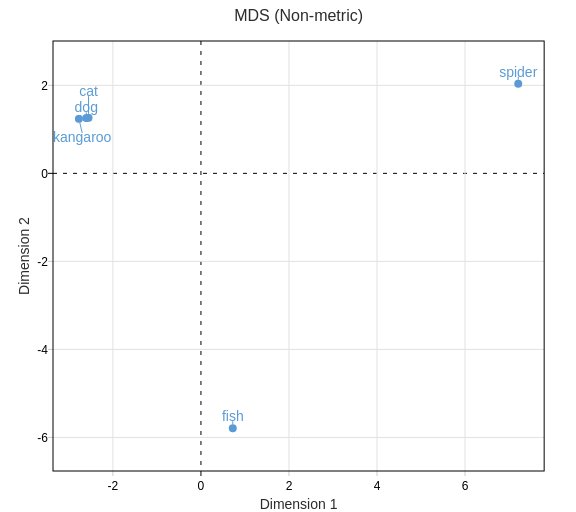 MDS (Non-metric)
spider
cat
dog
kangaroo
fish
2
0
-2
-4
-6
-2
0
2
4
6
Dimension 1
Dimension 2